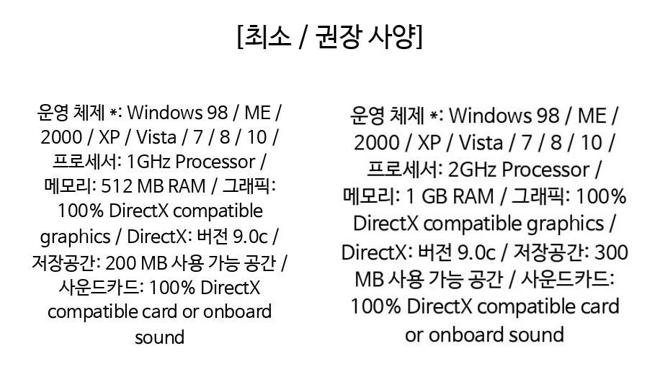 [최소 / 권장 사양]
운영 체제 *: Windows 98 / ME /
2000 / XP / Vista / 7 / 8 / 10 /
프로세서: 1GHz Processor /
메모리: 512 MB RAM / 그래픽:
100% DirectX compatible
graphics / DirectX: 버전 9.0c /
저장공간: 200 MB 사용 가능 공간 /
사운드카드: 100% DirectX
compatible card or onboard
sound
운영 체제 *: Windows 98 / ME /
2000 / XP / Vista / 7 / 8 / 10 /
프로세서: 2GHz Processor /
메모리: 1 GB RAM / 그래픽: 100%
DirectX compatible graphics /
DirectX: 버전 9.0c / 저장공간: 300
MB 사용 가능 공간 / 사운드카드:
100% DirectX compatible card
or onboard sound